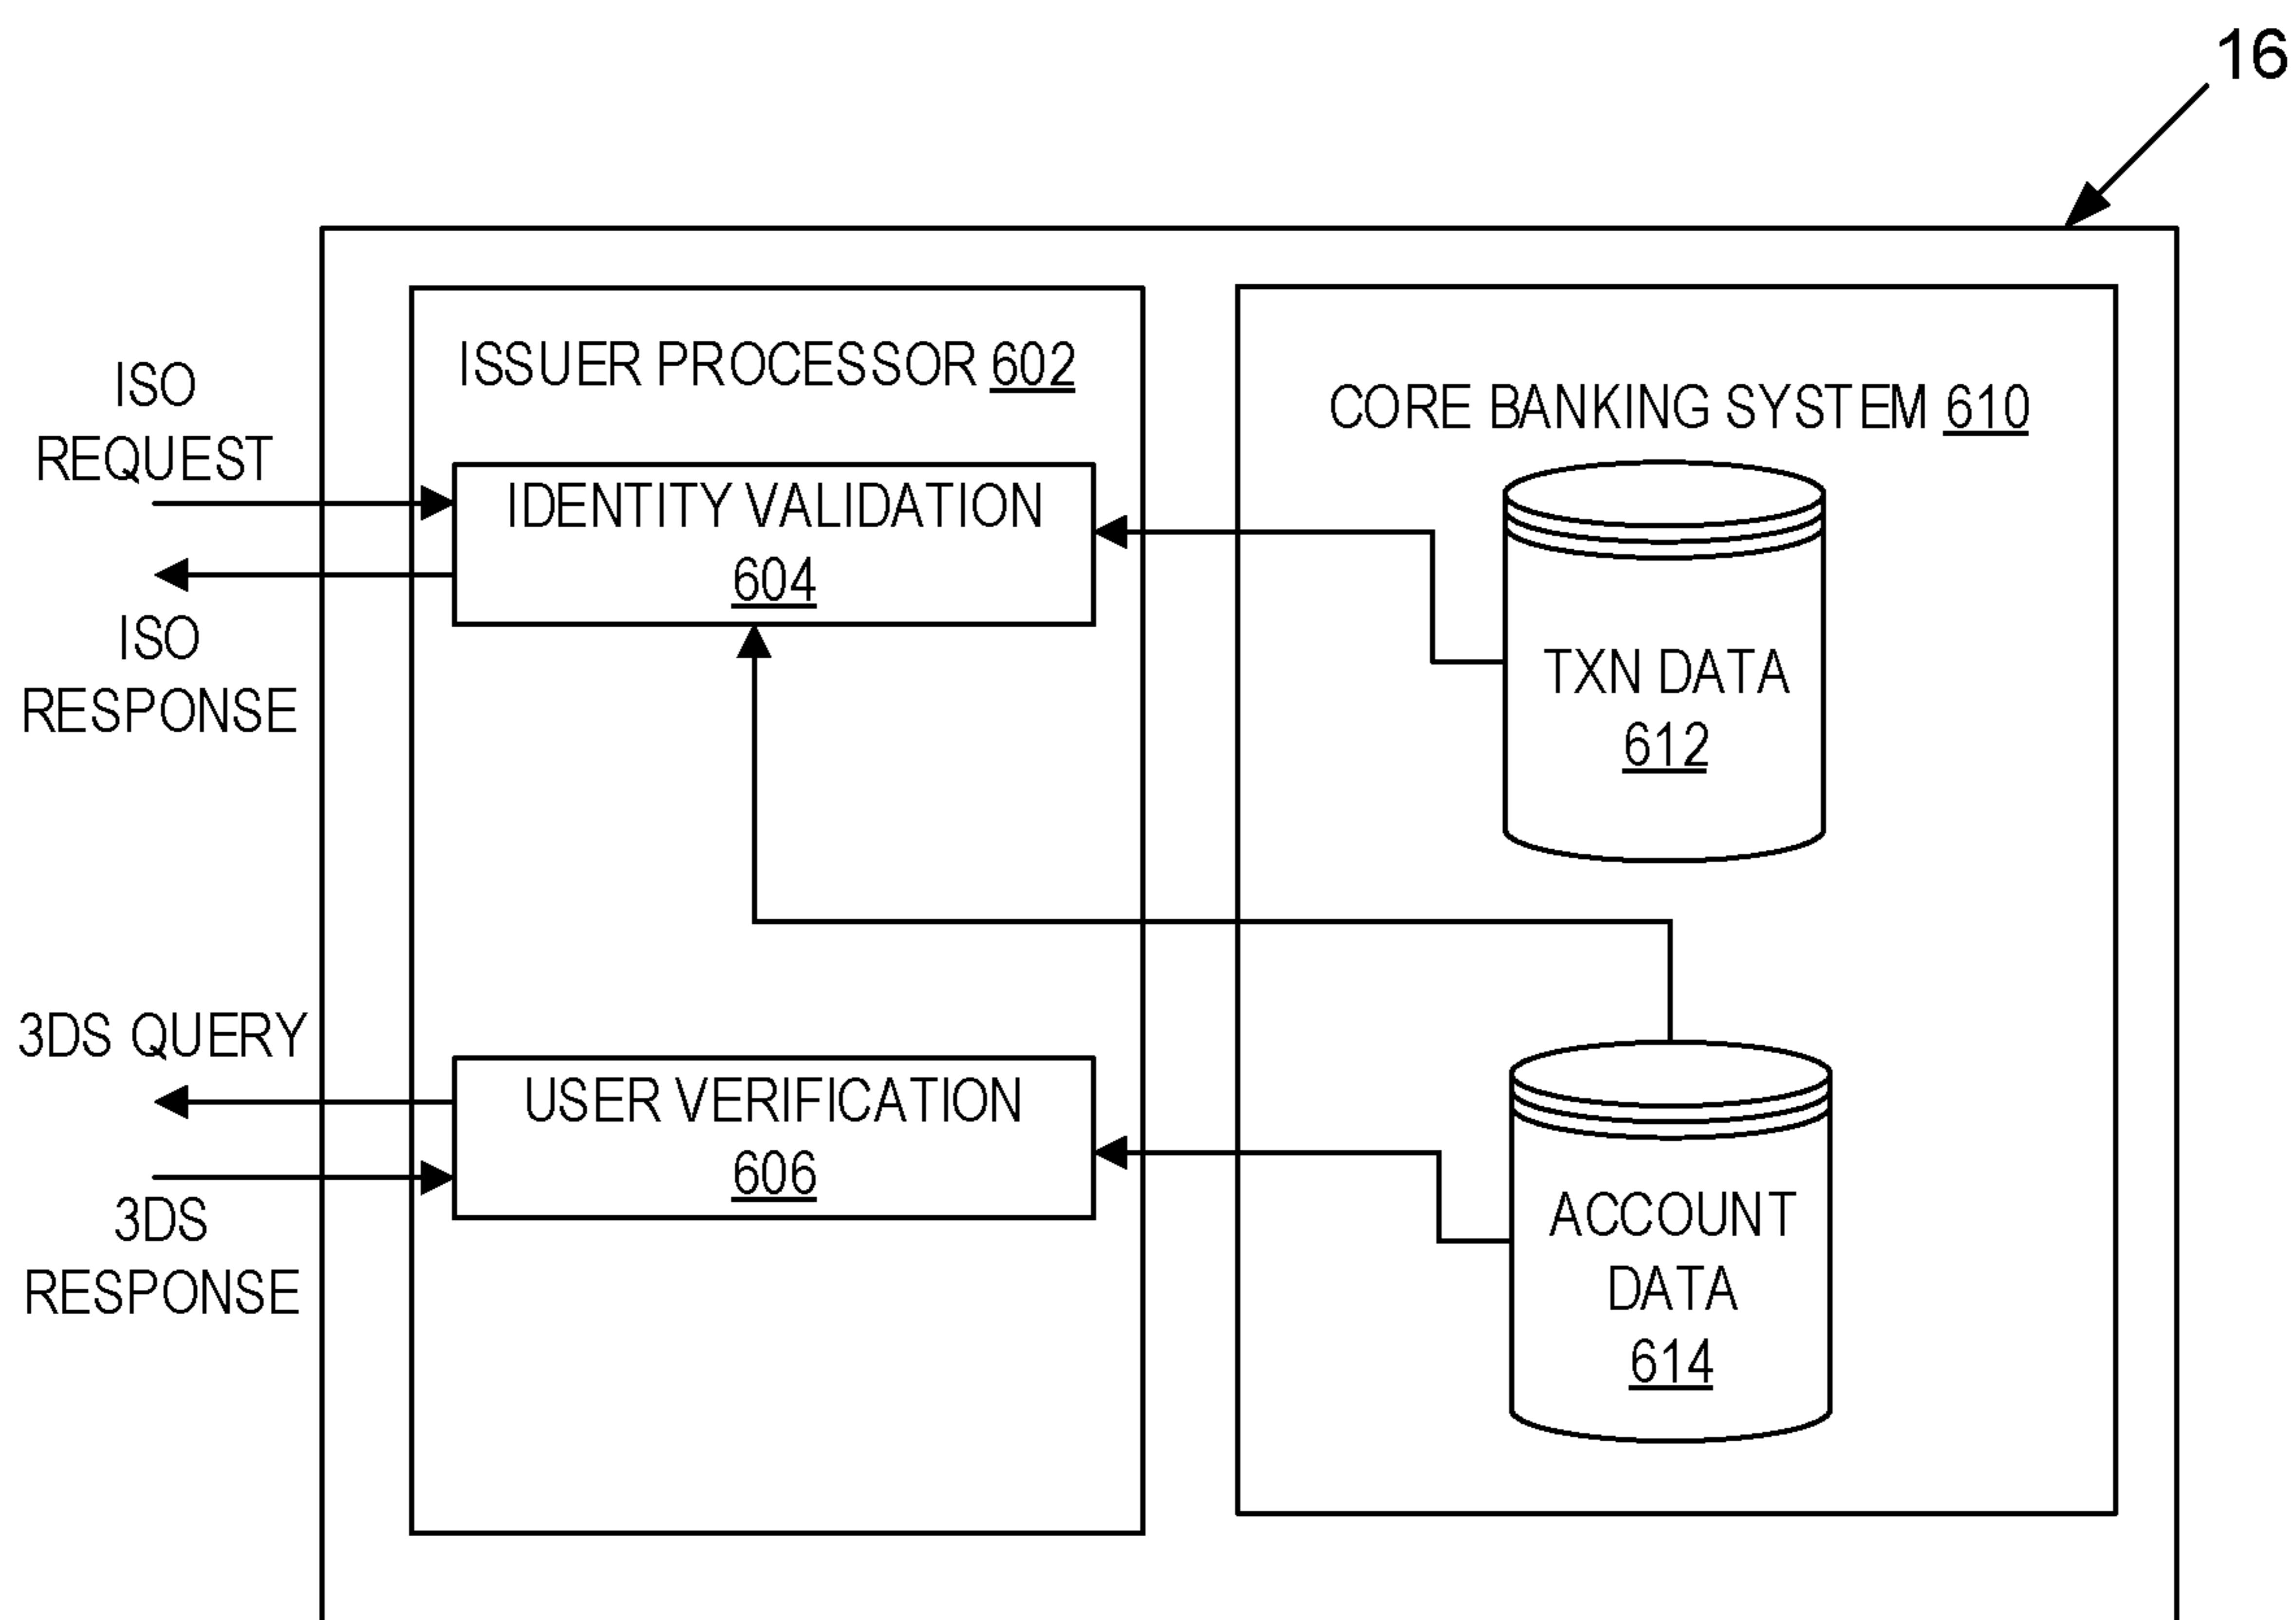 16
ISSUER PROCESSOR 602
CORE BANKING SYSTEM 610
ISO
REQUEST
IDENTITY VALIDATION
604
ISO
RESPONSE
TXN DATA
612
3DS QUERY
USER VERIFICATION
606
3DS
RESPONSE
ACCOUNT
DATA
614